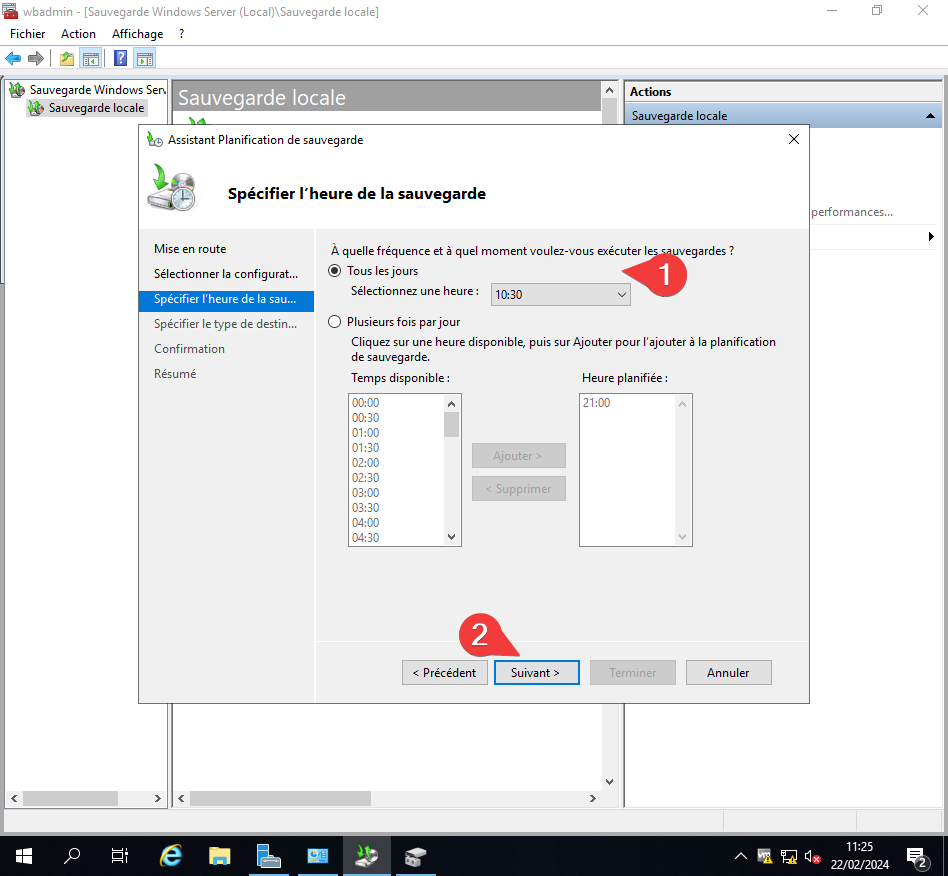 wbadmin - [Sauvegarde Windows Server (Local)\Sauvegarde locale]
Fichier Action Affichage ?
Sauvegarde Windows Serv
Sauvegarde locale
Sauvegarde locale
Actions
Sauvegarde locale
performances...
Assistant Planification de sauvegarde
Spécifier l’heure de la sauvegarde
Mise en route
Sélectionner la configurat...
Spécifier l’heure de la sau...
Spécifier le type de destin...
Confirmation
Résumé
À quelle fréquence et à quel moment voulez-vous exécuter les sauvegardes ?
Tous les jours
1
Sélectionnez une heure : 10:30
Plusieurs fois par jour
Cliquez sur une heure disponible, puis sur Ajouter pour l’ajouter à la planification
de sauvegarde.
Temps disponible : Heure planifiée :
00:00
00:30
01:00
01:30
02:00
02:30
03:00
03:30
04:00
04:30
Ajouter >
< Supprimer
21:00
2
< Précédent Suivant > Terminer Annuler
11:25
22/02/2024
2